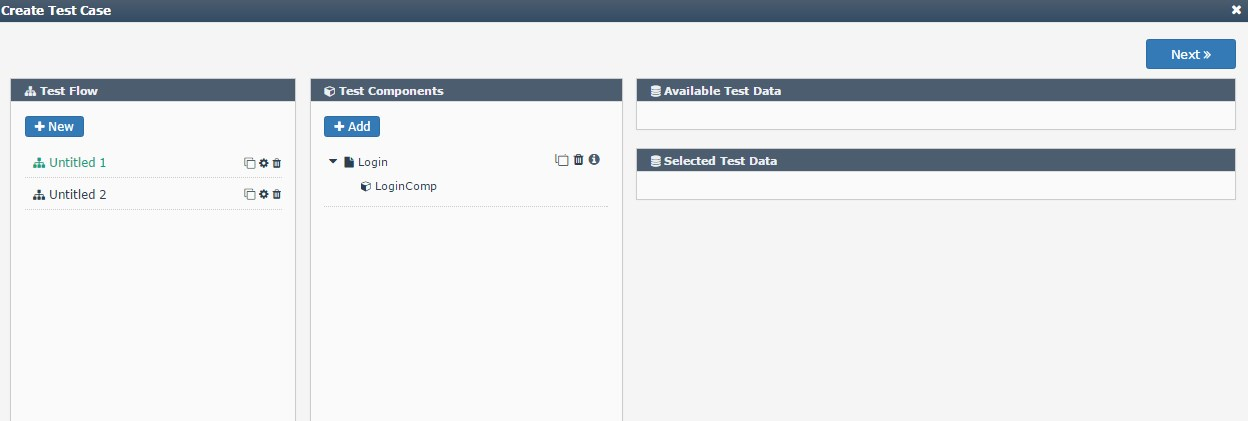 Create Test Case
Next »
Test Flow
New
Untitled 1
Untitled 2
Test Components
Add
Login
LoginComp
Available Test Data
Selected Test Data